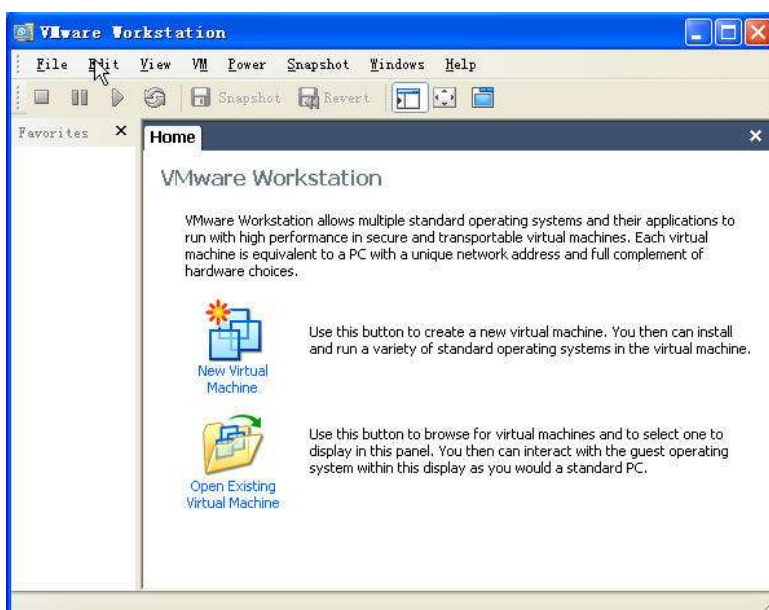 VMware Workstation
File Edit View VM Power Snapshot Windows Help
Snapshot Revert
Favorites
Home
VMware Workstation
VMware Workstation allows multiple standard operating systems and their applications to
run with high performance in secure and transportable virtual machines. Each virtual
machine is equivalent to a PC with a unique network address and full complement of
hardware choices.
New Virtual
Machine
Use this button to create a new virtual machine. You then can install
and run a variety of standard operating systems in the virtual machine.
Open Existing
Virtual Machine
Use this button to browse for virtual machines and to select one to
display in this panel. You then can interact with the guest operating
system within this display as you would a standard PC.